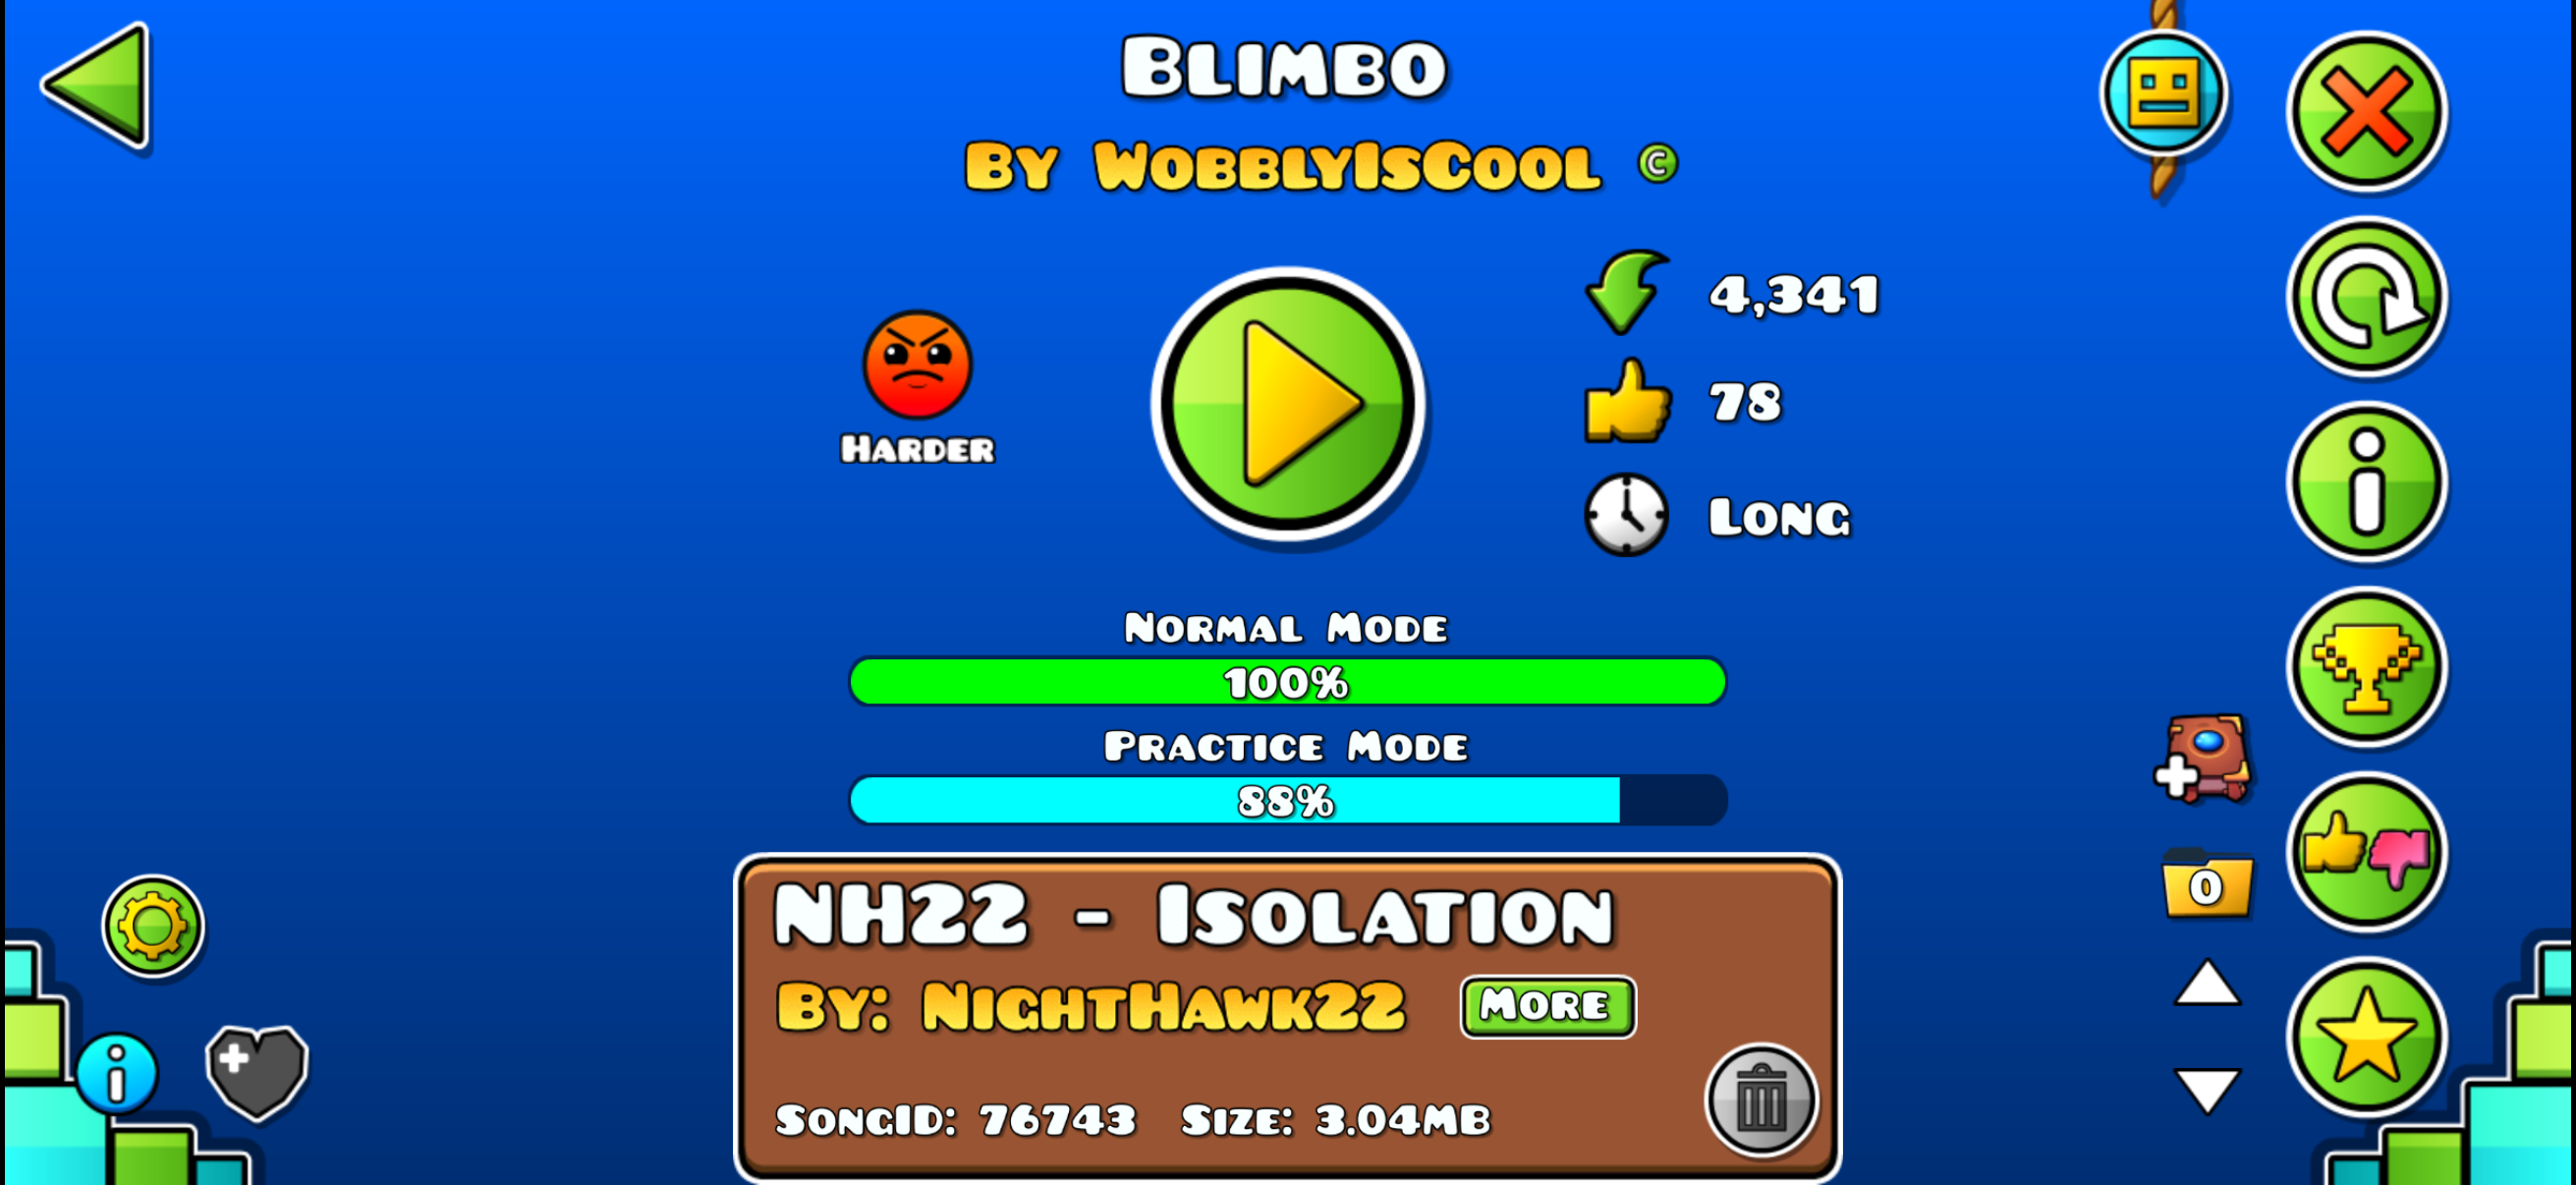 Blimbo
By WobblyIsCool C
4,341
78
Harder
Long
Normal Mode
100%
Practice Mode
88%
0
NH22 - Isolation
By: NightHawk22 More
SongID: 76743 Size: 3.04MB